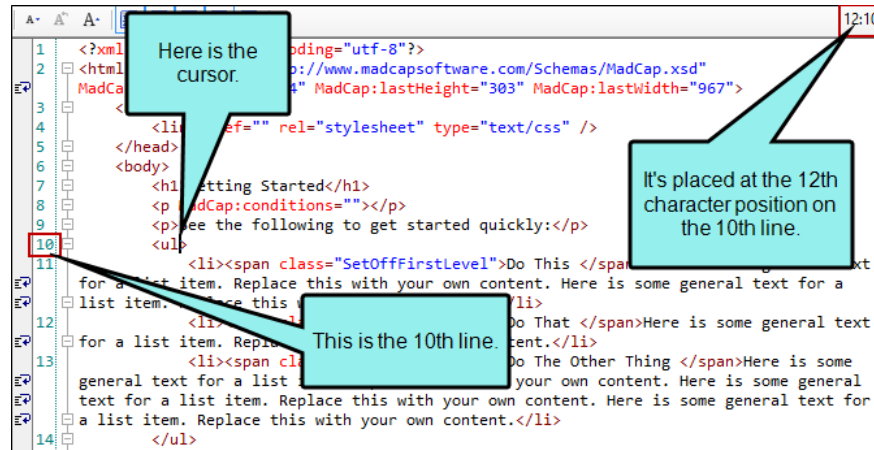 A A A 12:10
1 <?xml oding="utf-8"?>
2 <html p://www.madcapsoftware.com/Schemas/MadCap.xsd"
MadCa 4" MadCap:lastHeight="303" MadCap:lastWidth="967">
3 <
4 <lin ef="" rel="stylesheet" type="text/css" />
5 </head>
6 <body>
7 <h1 etting Started</h1>
8 <p MadCap:conditions=""></p>
9 <p>See the following to get started quickly:</p>
10 <ul>
11 <li><span class="SetOffFirstLevel">Do This </span xt
for a list item. Replace this with your own content. Here is some general text for a
list item. Replace this w /li>
12 <li> Do That </span>Here is some general text
for a list item. Repl tent.</li>
13 <li><span cla Do The Other Thing </span>Here is some
general text for a list i your own content. Here is some general
text for a list item. Replace this with your own content. Here is some general text for
a list item. Replace this with your own content.</li>
14 </ul>
Here is the
cursor.
It's placed at the 12th
character position on
the 10th line.
This is the 10th line.